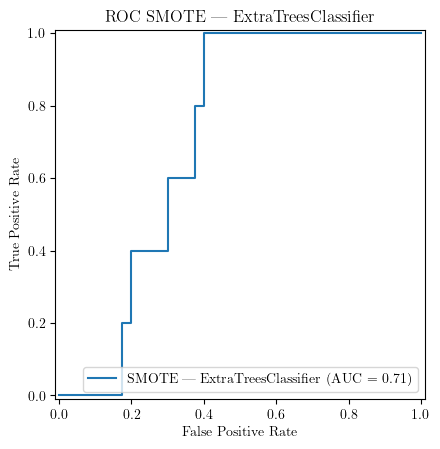 ROC SMOTE — ExtraTreesClassifier
1.0
0.8
0.6
0.4
0.2
0.0
True Positive Rate
SMOTE — ExtraTreesClassifier (AUC = 0.71)
0.0 0.2 0.4 0.6 0.8 1.0
False Positive Rate